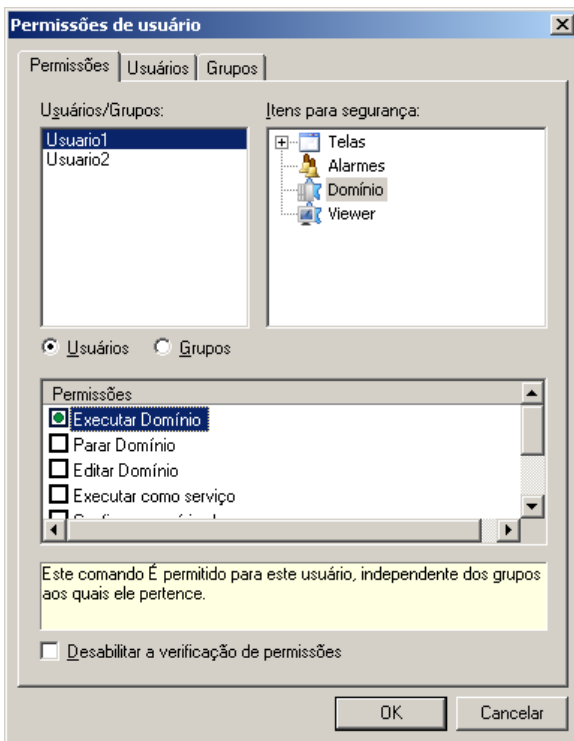 Permissões de usuário
Permissões Usuários Grupos
Usuários/Grupos:
Usuario1
Usuario2
Itens para segurança:
Telas
Alarmes
Domínio
Viewer
Usuários Grupos
Permissões
Executar Domínio
Parar Domínio
Editar Domínio
Executar como serviço
Este comando É permitido para este usuário, independente dos grupos
aos quais ele pertence.
Desabilitar a verificação de permissões
OK Cancelar